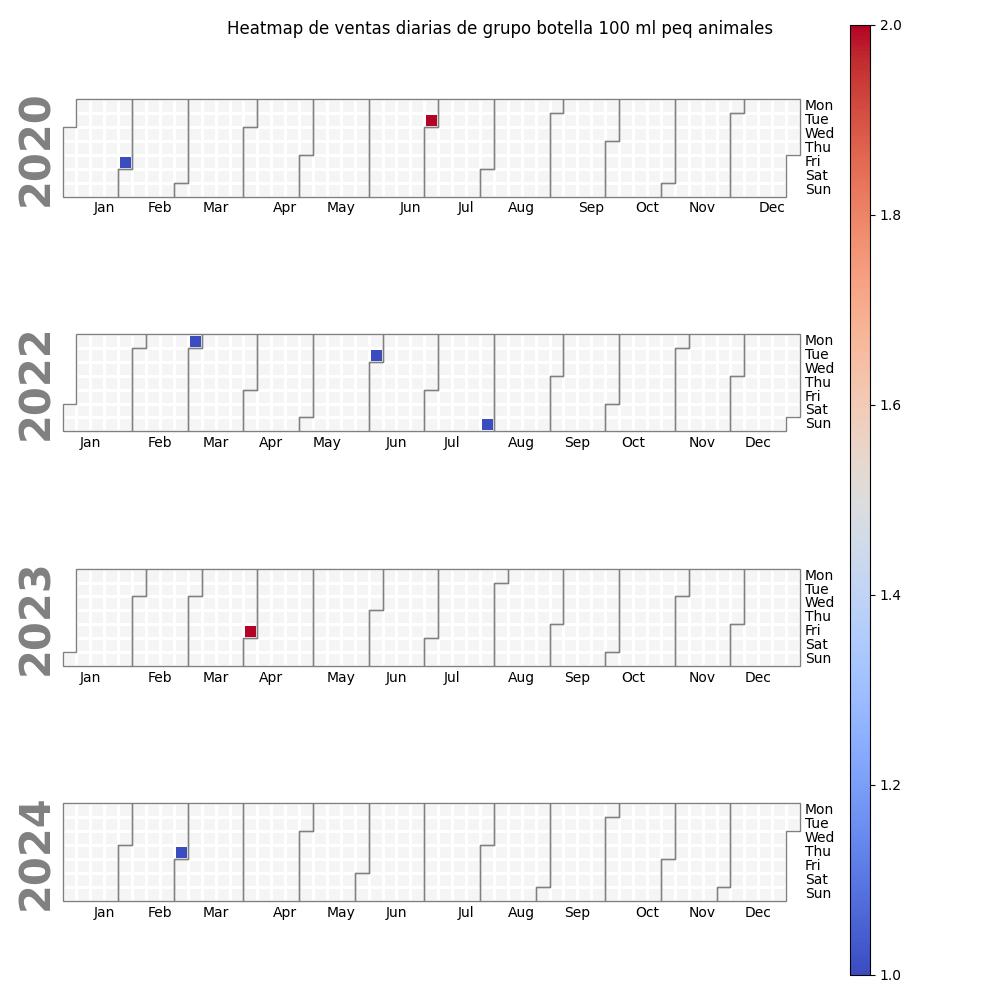 Heatmap de ventas diarias de grupo botella 100 ml peq animales
2020
Mon
Tue
Wed
Thu
Fri
Sat
Sun
Jan Feb Mar Apr May Jun Jul Aug Sep Oct Nov Dec
2022
Mon
Tue
Wed
Thu
Fri
Sat
Sun
Jan Feb Mar Apr May Jun Jul Aug Sep Oct Nov Dec
2023
Mon
Tue
Wed
Thu
Fri
Sat
Sun
Jan Feb Mar Apr May Jun Jul Aug Sep Oct Nov Dec
2024
Mon
Tue
Wed
Thu
Fri
Sat
Sun
Jan Feb Mar Apr May Jun Jul Aug Sep Oct Nov Dec
2.0
1.8
1.6
1.4
1.2
1.0